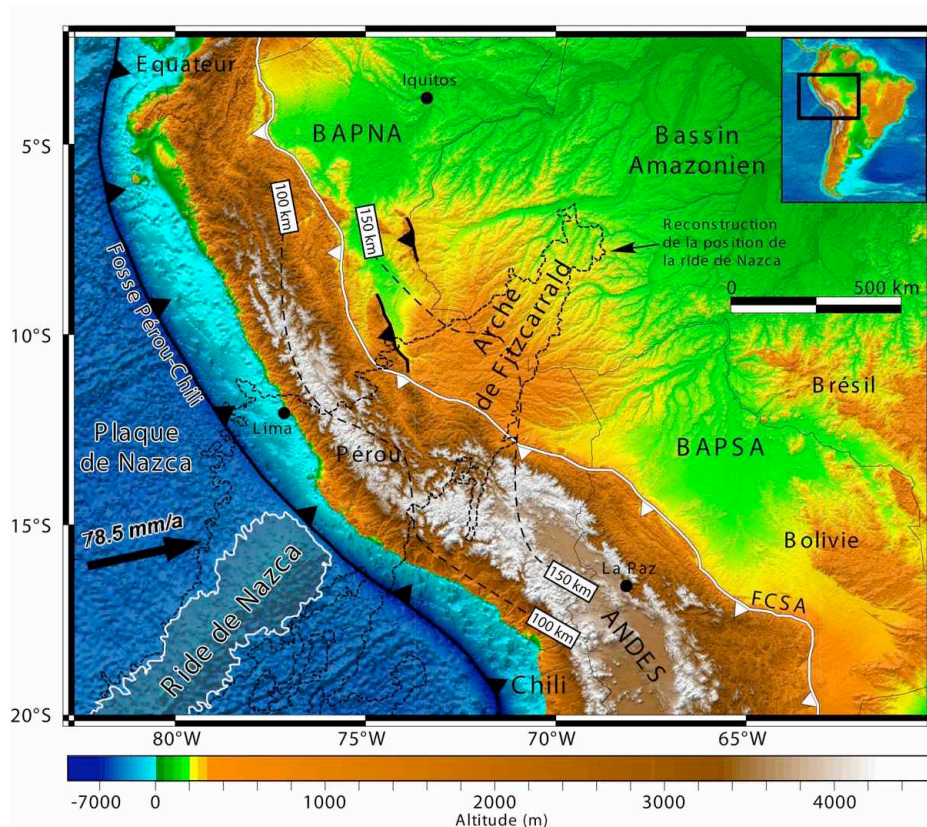 Equateur
Iquitos
BAPNA
Bassin
Amazonien
5°S
100 km
150 km
Reconstruction
de la position de
la ride de Nazca
0
500 km
Fosse Pérou-Chili
Arche
de Fitzcarrald
10°S
Brésil
Lima
Plaque
de Nazca
Pérou
BAPSA
78.5 mm/a
15°S
Bolivie
Ride de Nazca
150 km
La Paz
100 km
ANDES
FCSA
Chili
20°S
80°W
75°W
70°W
65°W
-7000
0
1000
2000
3000
4000
Altitude (m)